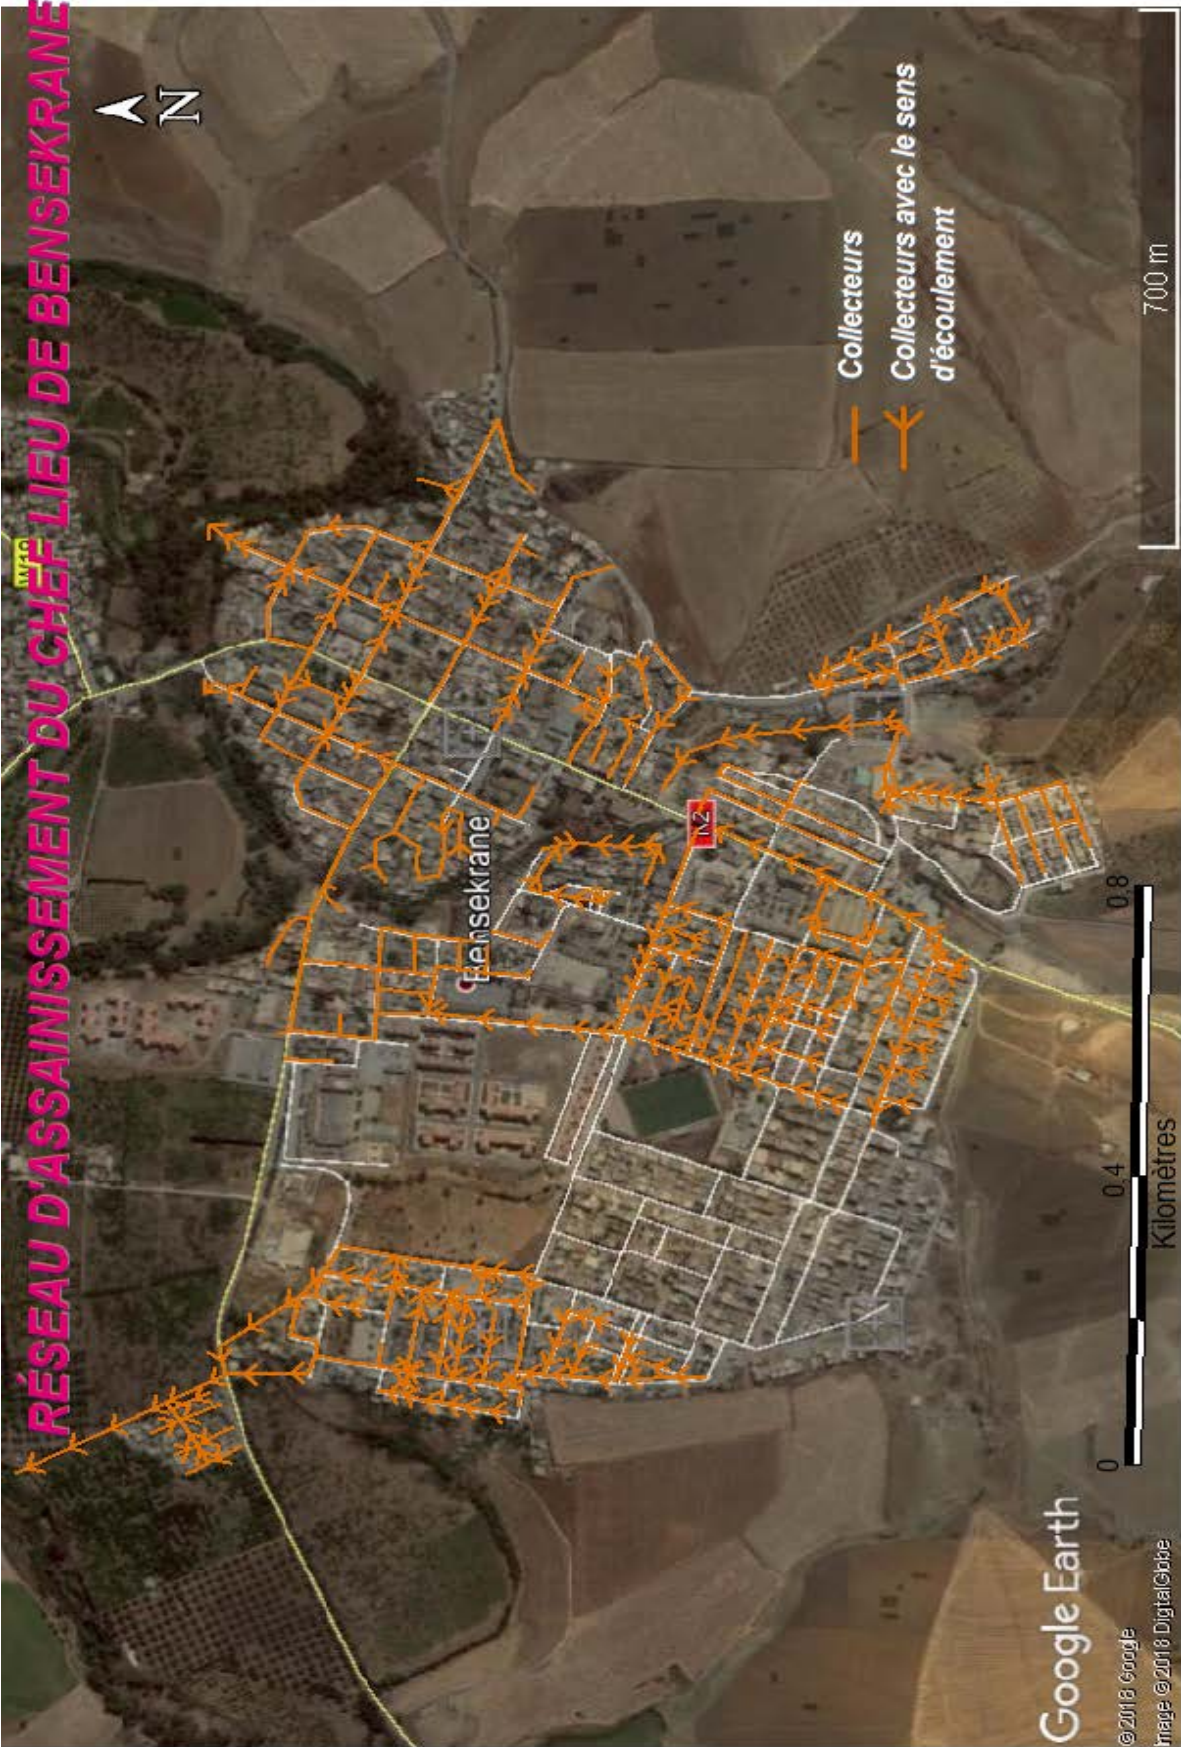 RÉSEAU D'ASSAINISSEMENT DU CHEF LIEU DE BENSEKRANE
N
W19
Bensekrane
N2
Collecteurs
Collecteurs avec le sens
d'écoulement
700 m
0
0.4
0.8
Kilomètres
Google Earth
©2018 Google
Image ©2018 DigitalGlobe